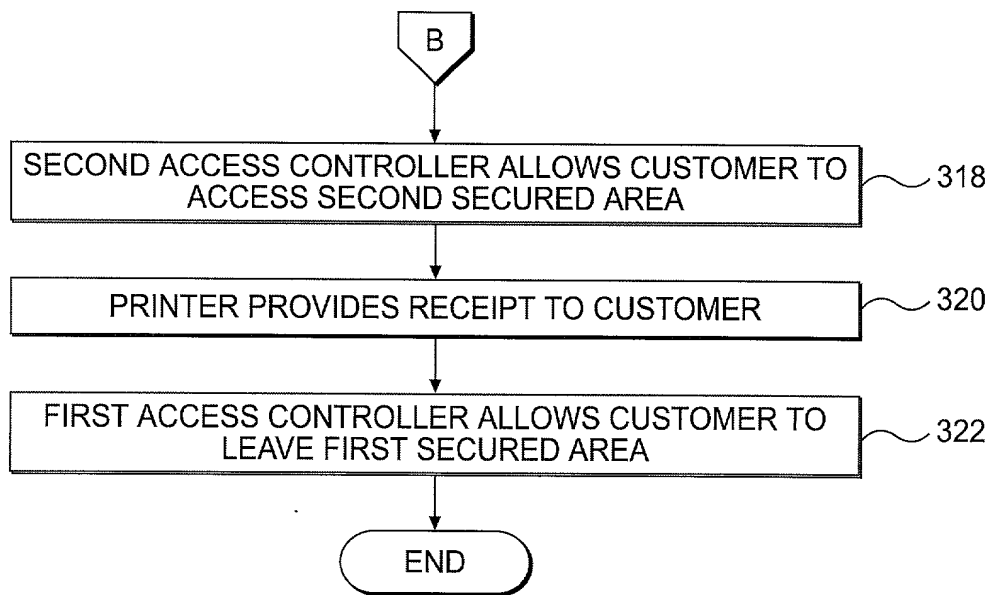 B
SECOND ACCESS CONTROLLER ALLOWS CUSTOMER TO
ACCESS SECOND SECURED AREA
318
PRINTER PROVIDES RECEIPT TO CUSTOMER
320
FIRST ACCESS CONTROLLER ALLOWS CUSTOMER TO
LEAVE FIRST SECURED AREA
322
END